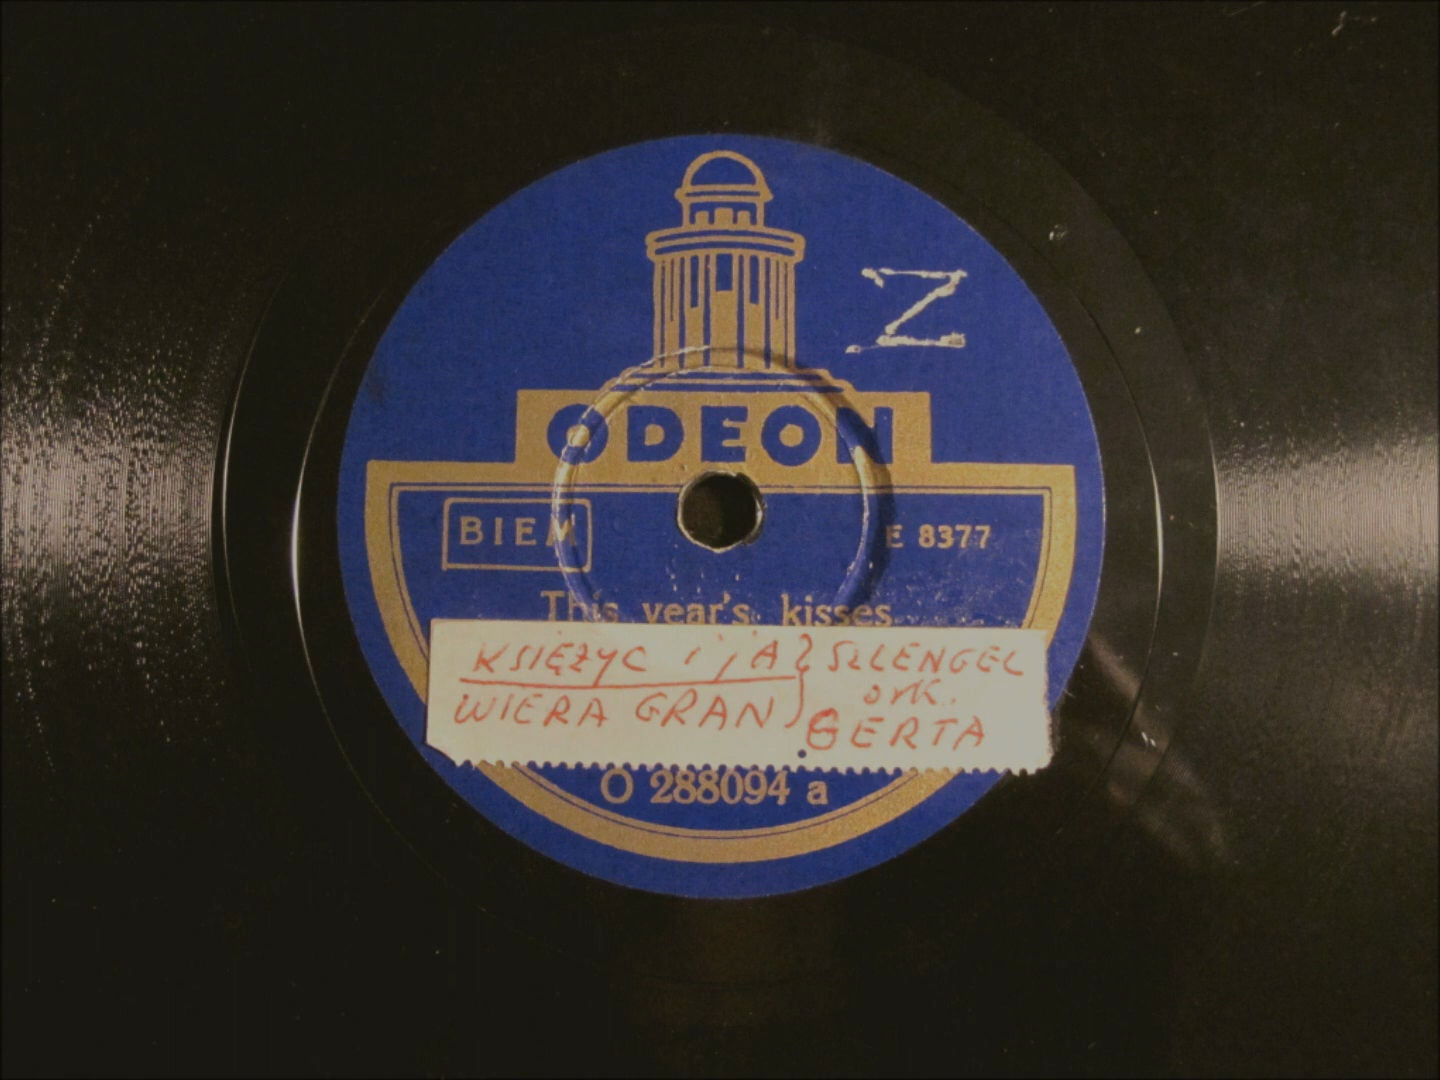 Z
ODEON
BIEM
E 8377
This year's kisses
KSIĘŻYC i jA } SZLENGEL
ork.
WIERA GRAN
GERTA
O 288094 a